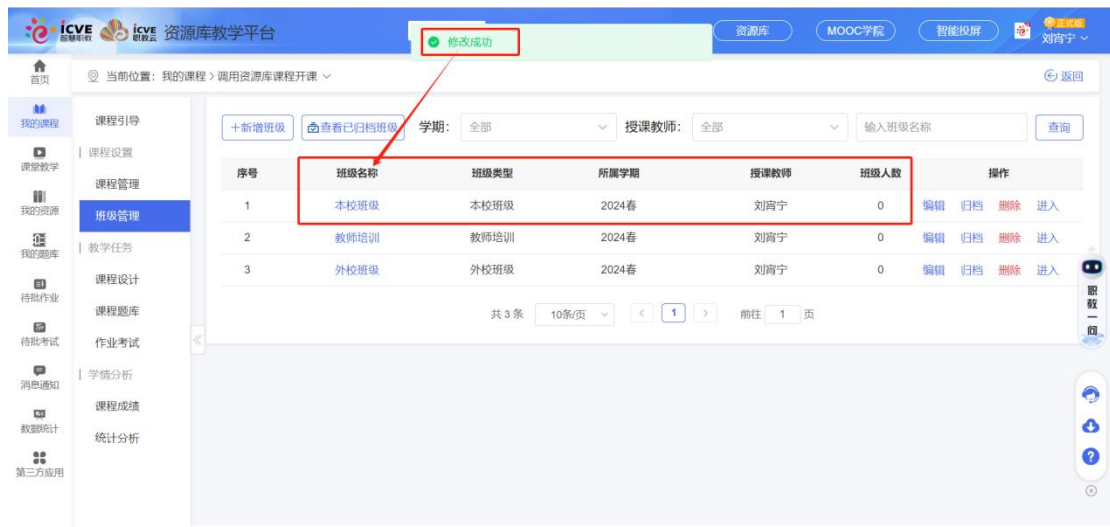 icve 智慧职教 icve 职教云 资源库教学平台 修改成功 资源库 MOOC学院 智能投屏 正式版 刘宵宁
首页 当前位置：我的课程 > 调用资源库课程开课 返回
我的课程
课堂教学
我的资源
我的题库
待批作业
待批考试
消息通知
数据统计
第三方应用
课程引导
课程设置
课程管理
班级管理
教学任务
课程设计
课程题库
作业考试
学情分析
课程成绩
统计分析
+新增班级 查看已归档班级 学期： 全部 授课教师： 全部 输入班级名称 查询
序号 班级名称 班级类型 所属学期 授课教师 班级人数 操作
1 本校班级 本校班级 2024春 刘宵宁 0 编辑 归档 删除 进入
2 教师培训 教师培训 2024春 刘宵宁 0 编辑 归档 删除 进入
3 外校班级 外校班级 2024春 刘宵宁 0 编辑 归档 删除 进入
共 3 条 10条/页 < 1 > 前往 1 页
职教一问